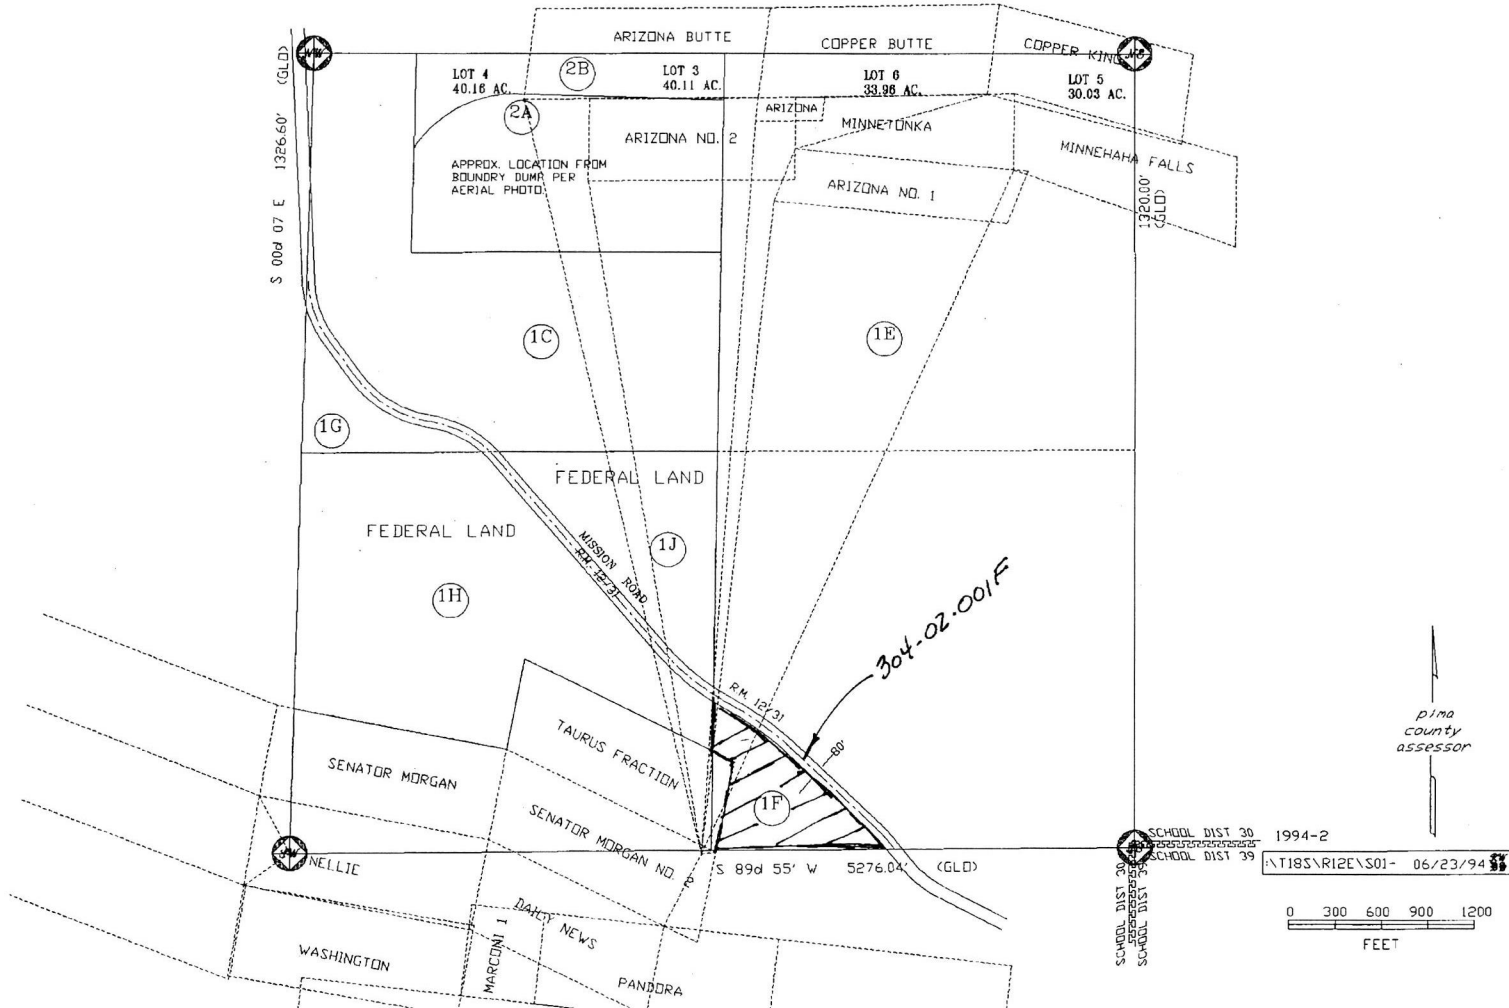 ARIZONA BUTTE
COPPER BUTTE
COPPER KING
NW
(GLO)
S 00d 07 E 1326.60'
LOT 4
40.16 AC.
2B
LOT 3
40.11 AC.
LOT 6
33.96 AC.
LOT 5
30.03 AC.
2A
ARIZONA
ARIZONA NO. 2
MINNETONKA
MINNEHAHA FALLS
APPROX. LOCATION FROM
BOUNDRY DUMP PER
AERIAL PHOTO
ARIZONA NO. 1
1320.00'
(GLO)
1C
1E
1G
FEDERAL LAND
FEDERAL LAND
MISSION ROAD
R.M. 12/31
1J
1H
304-02-001F
R.M. 12/31
80'
TAURUS FRACTION
SENATOR MORGAN
1F
SENATOR MORGAN NO. 2
pima
county
assessor
NELLIE
S 89d 55' W 5276.04' (GLO)
SCHOOL DIST 30
SCHOOL DIST 39
1994-2
:\T18S\R12E\S01- 06/23/94
SCHOOL DIST 30
SCHOOL DIST 39
DAILY NEWS
MARCONI 1
WASHINGTON
PANDORA
0 300 600 900 1200
FEET